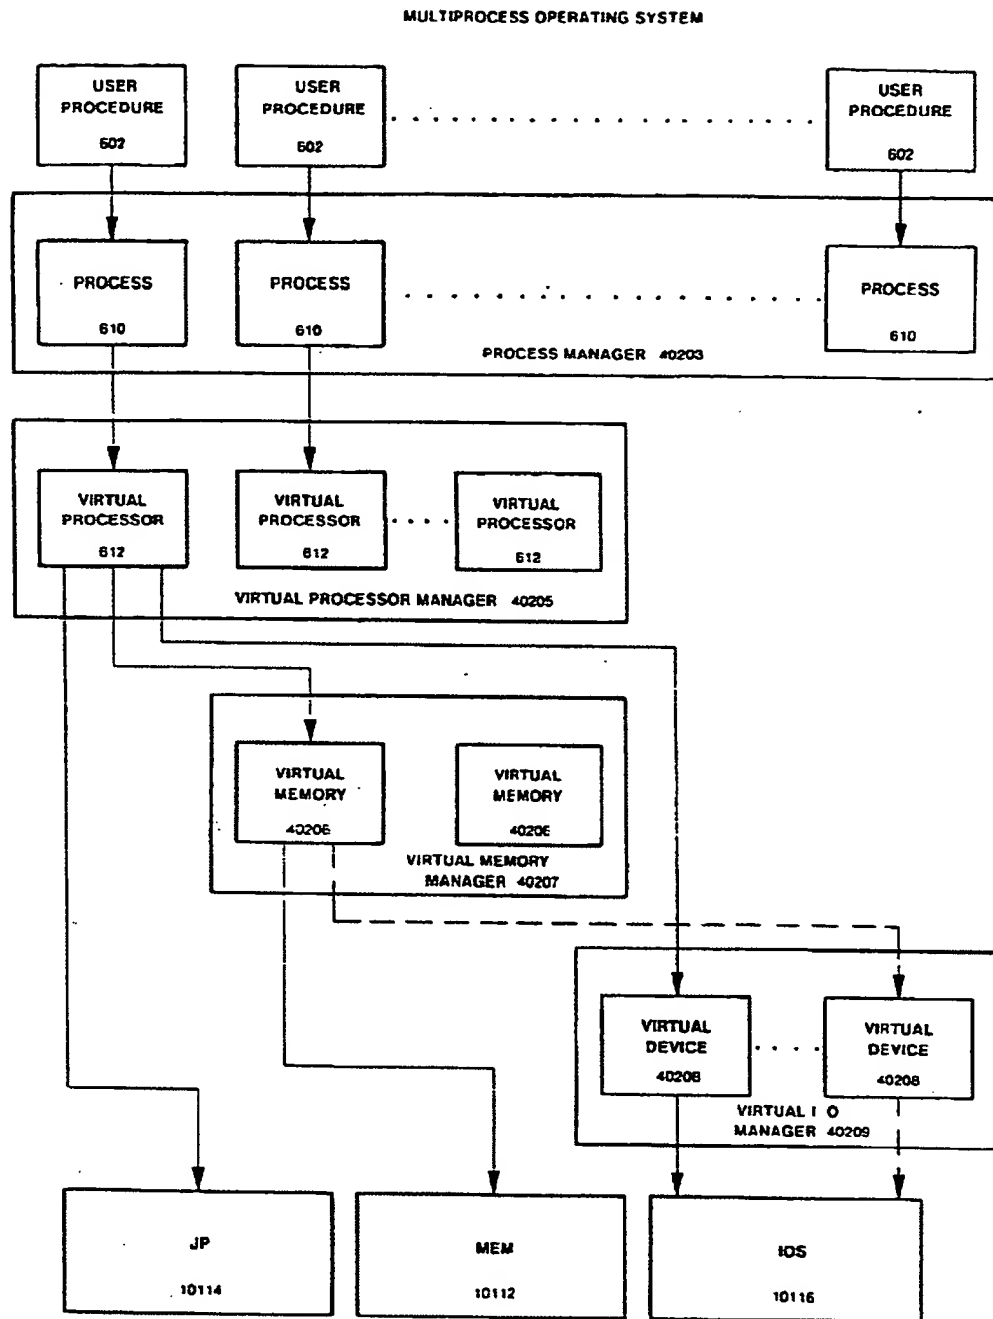 MULTIPROCESS OPERATING SYSTEM
USER
PROCEDURE
602
USER
PROCEDURE
602
USER
PROCEDURE
602
PROCESS
610
PROCESS
610
PROCESS
610
PROCESS MANAGER 40203
VIRTUAL
PROCESSOR
612
VIRTUAL
PROCESSOR
612
VIRTUAL
PROCESSOR
612
VIRTUAL PROCESSOR MANAGER 40205
VIRTUAL
MEMORY
40206
VIRTUAL
MEMORY
40206
VIRTUAL MEMORY
MANAGER 40207
VIRTUAL
DEVICE
40208
VIRTUAL
DEVICE
40208
VIRTUAL I O
MANAGER 40209
JP
10114
MEM
10112
IOS
10116